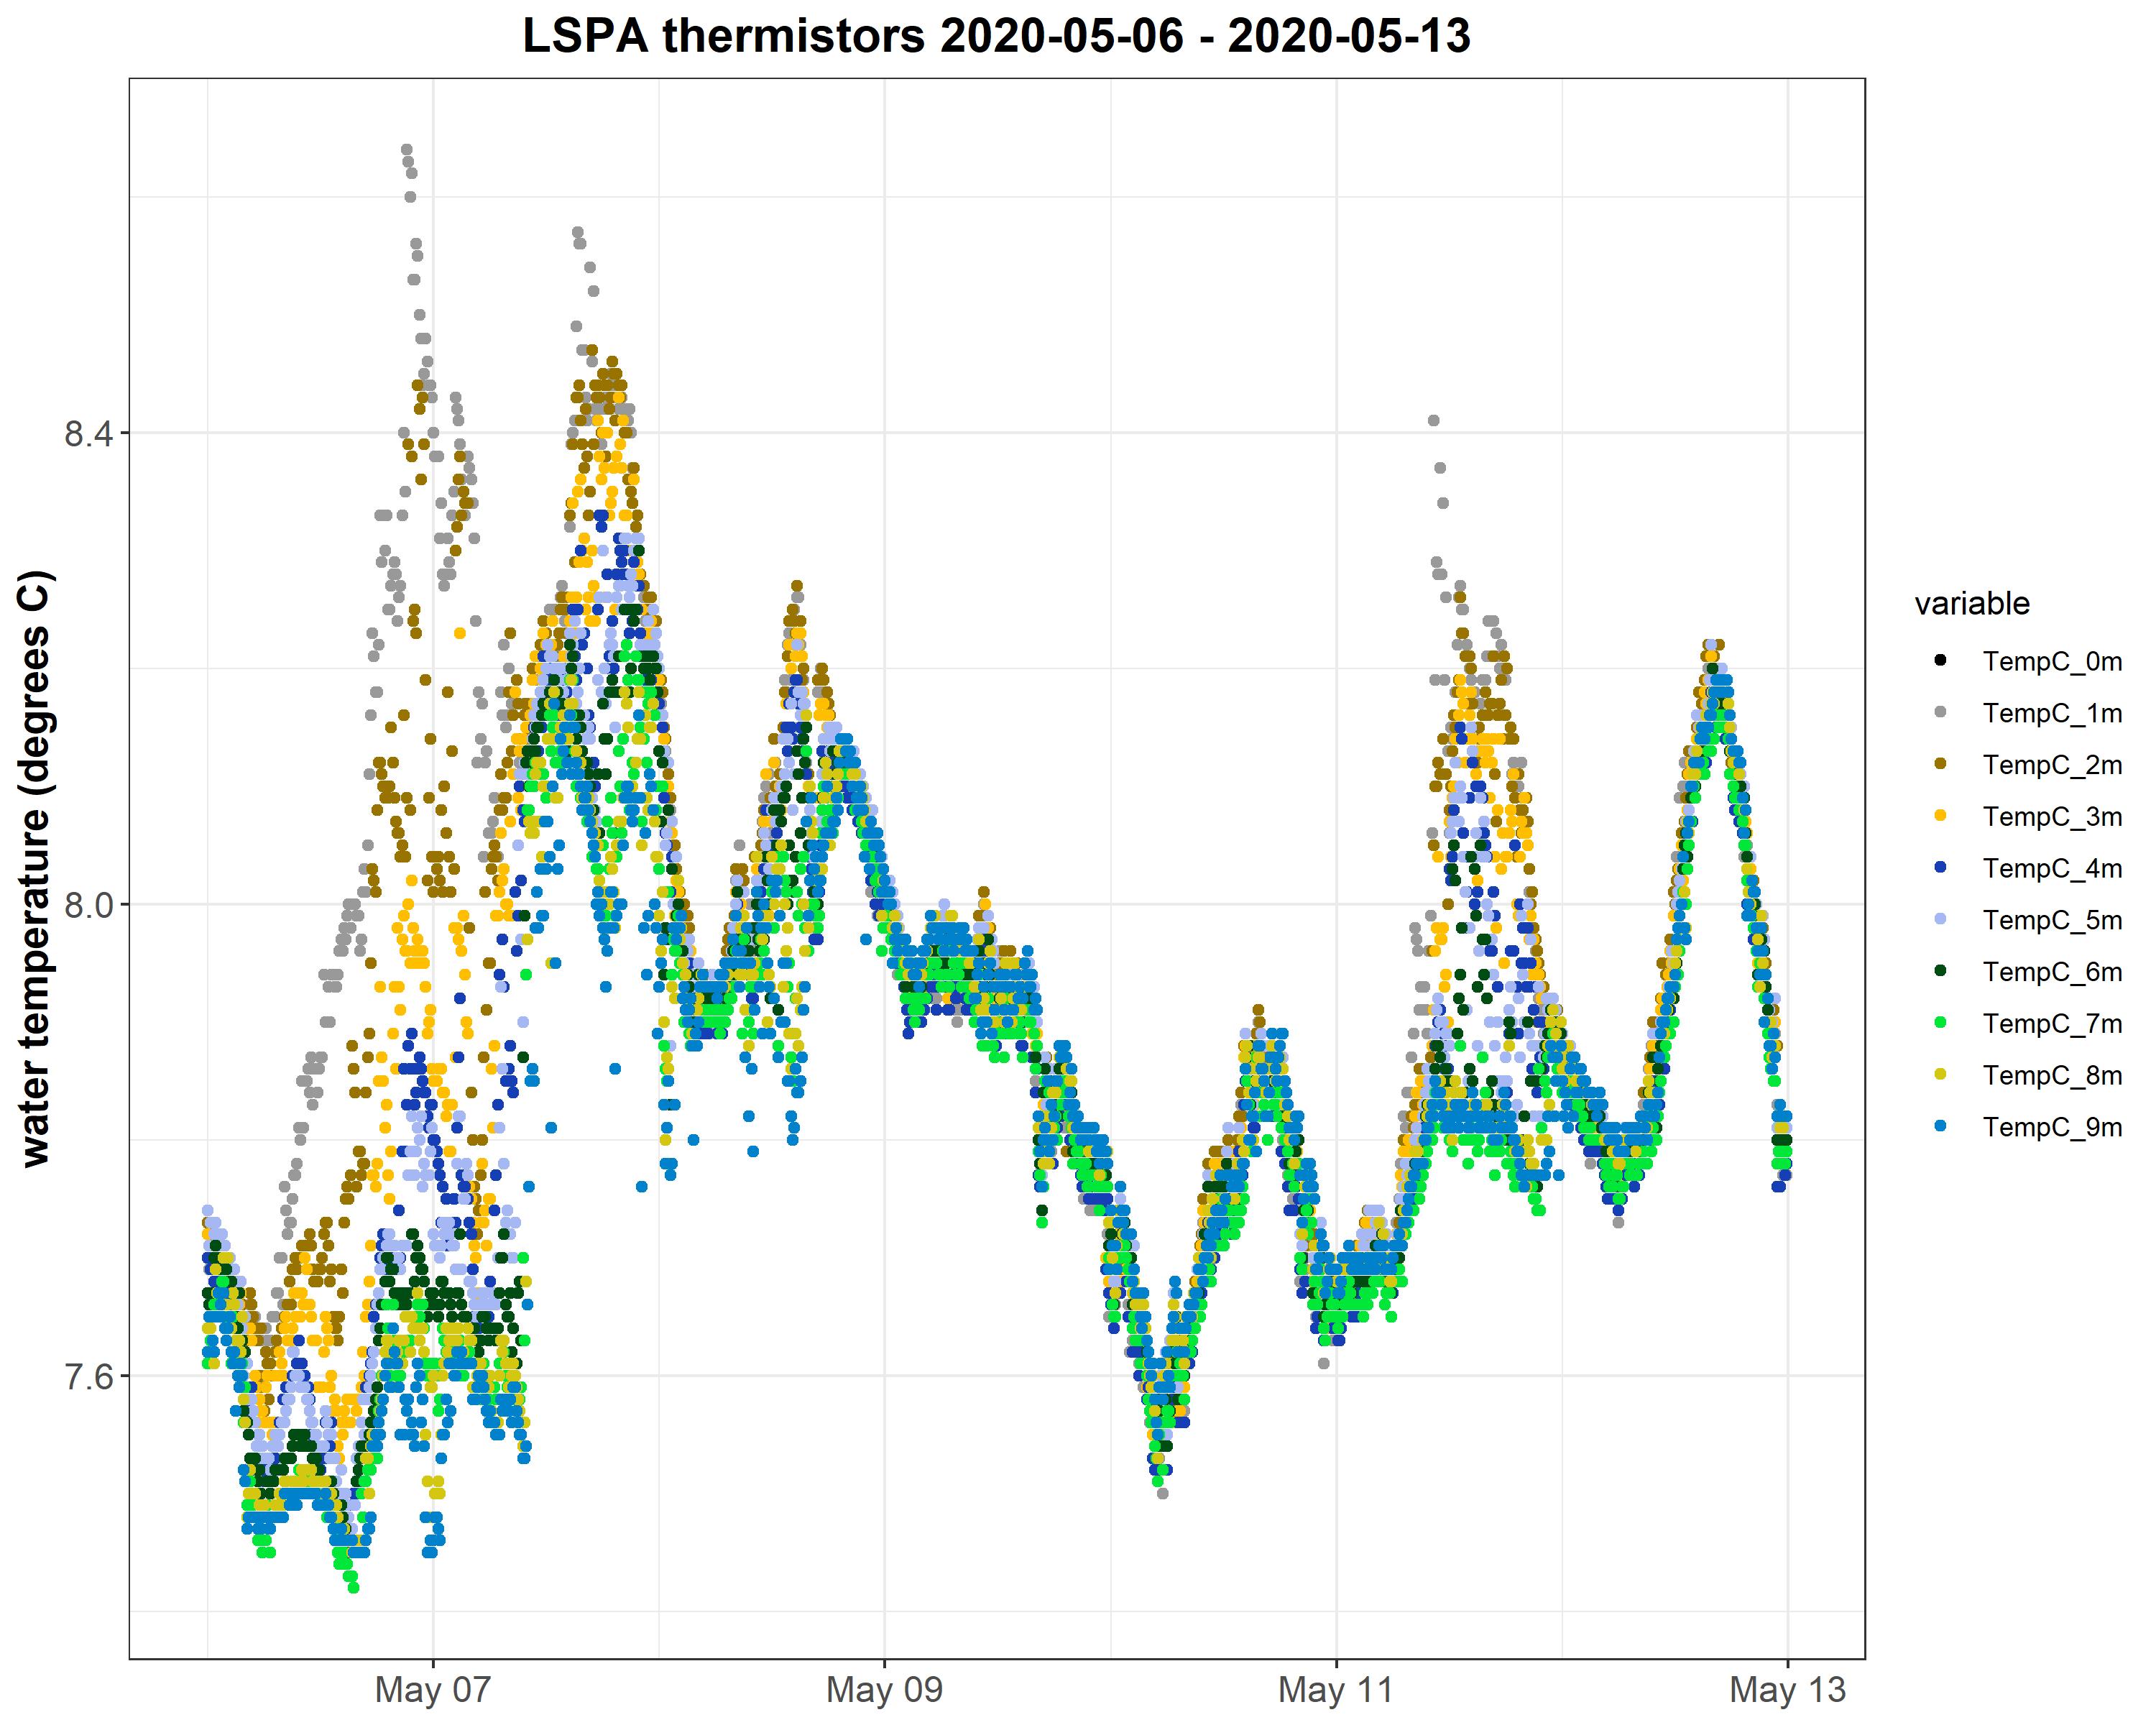 LSPA thermistors 2020-05-06 - 2020-05-13
water temperature (degrees C)
8.4
8.0
7.6
May 07
May 09
May 11
May 13
variable
TempC_0m
TempC_1m
TempC_2m
TempC_3m
TempC_4m
TempC_5m
TempC_6m
TempC_7m
TempC_8m
TempC_9m